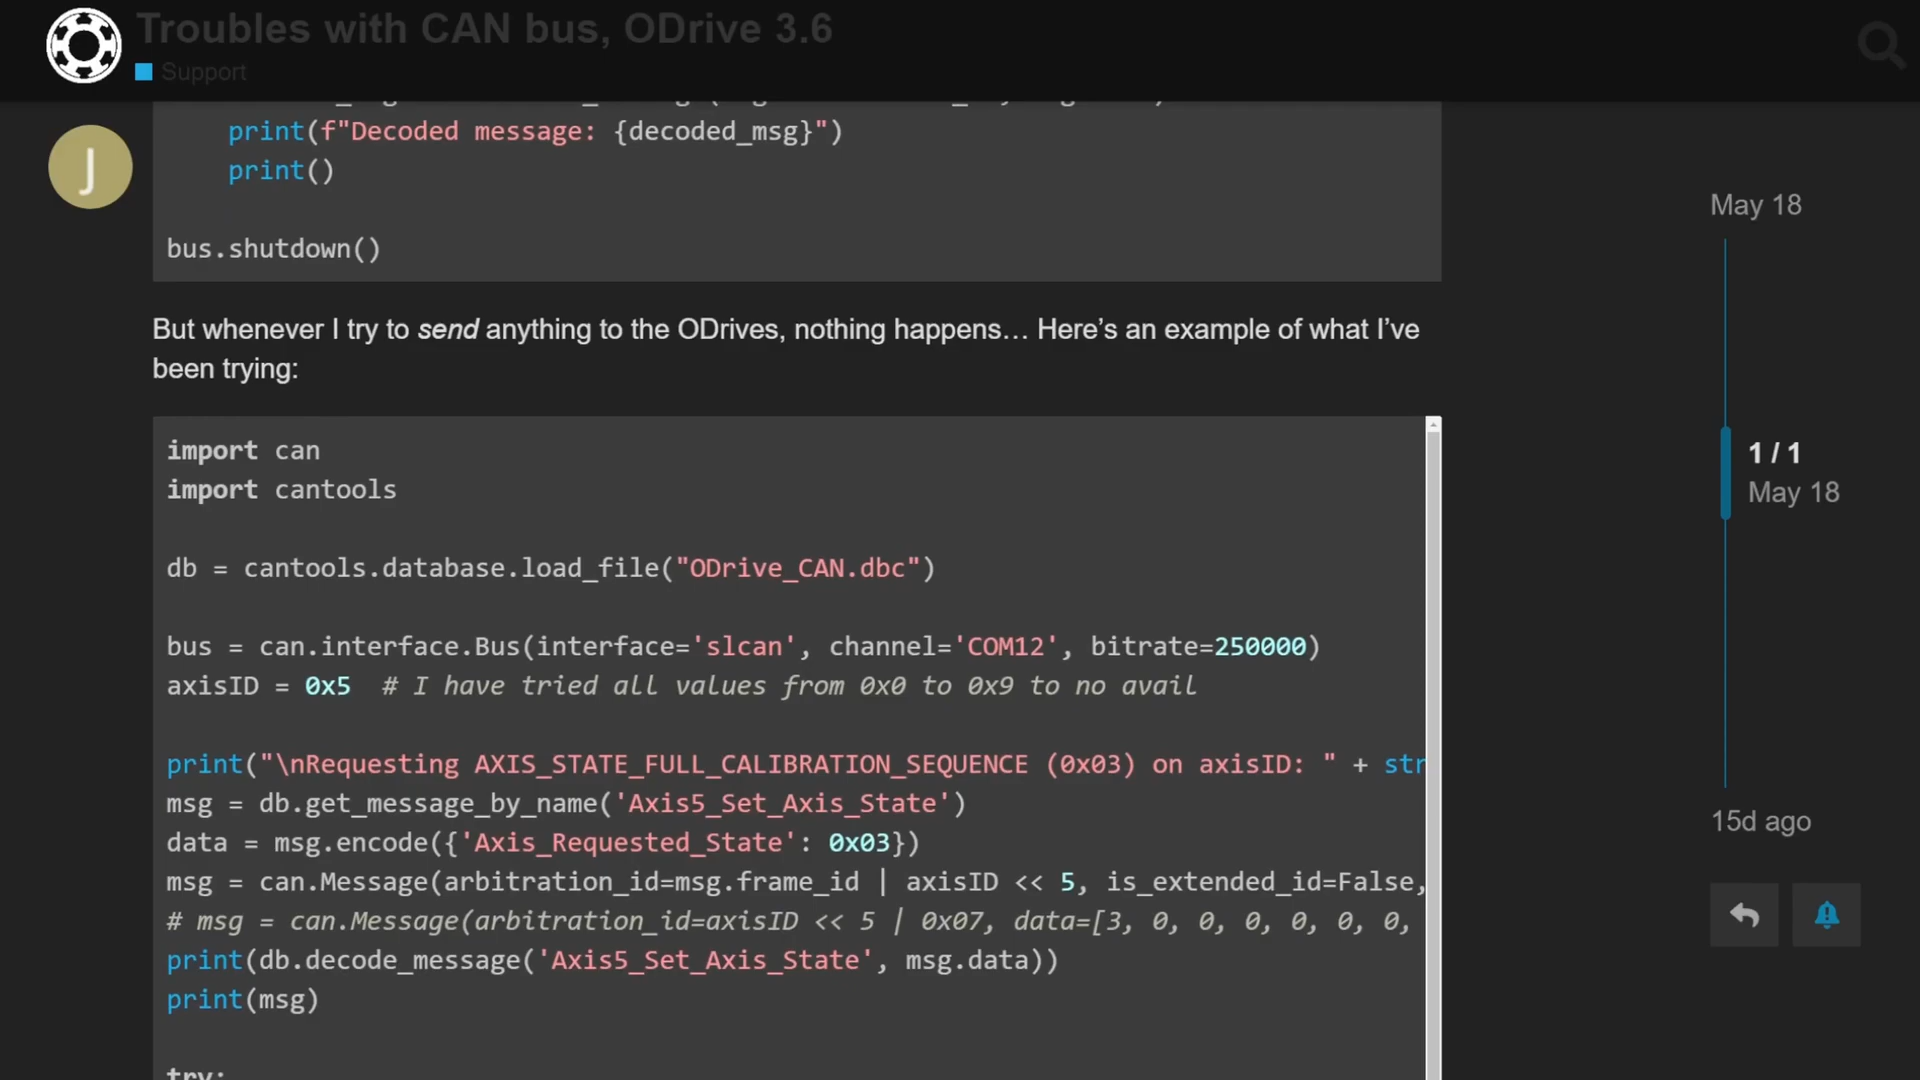 Troubles with CAN bus, ODrive 3.6
Support
print(f"Decoded message: {decoded_msg}")
print()
J
bus.shutdown()
But whenever I try to send anything to the ODrives, nothing happens… Here’s an example of what I’ve
been trying:
import can
import cantools
db = cantools.database.load_file("ODrive_CAN.dbc")
bus = can.interface.Bus(interface='slcan', channel='COM12', bitrate=250000)
axisID = 0x5  # I have tried all values from 0x0 to 0x9 to no avail
print("\nRequesting AXIS_STATE_FULL_CALIBRATION_SEQUENCE (0x03) on axisID: " + str
msg = db.get_message_by_name('Axis5_Set_Axis_State')
data = msg.encode({'Axis_Requested_State': 0x03})
msg = can.Message(arbitration_id=msg.frame_id | axisID << 5, is_extended_id=False,
# msg = can.Message(arbitration_id=axisID << 5 | 0x07, data=[3, 0, 0, 0, 0, 0, 0,
print(db.decode_message('Axis5_Set_Axis_State', msg.data))
print(msg)
try:
May 18
1 / 1
May 18
15d ago